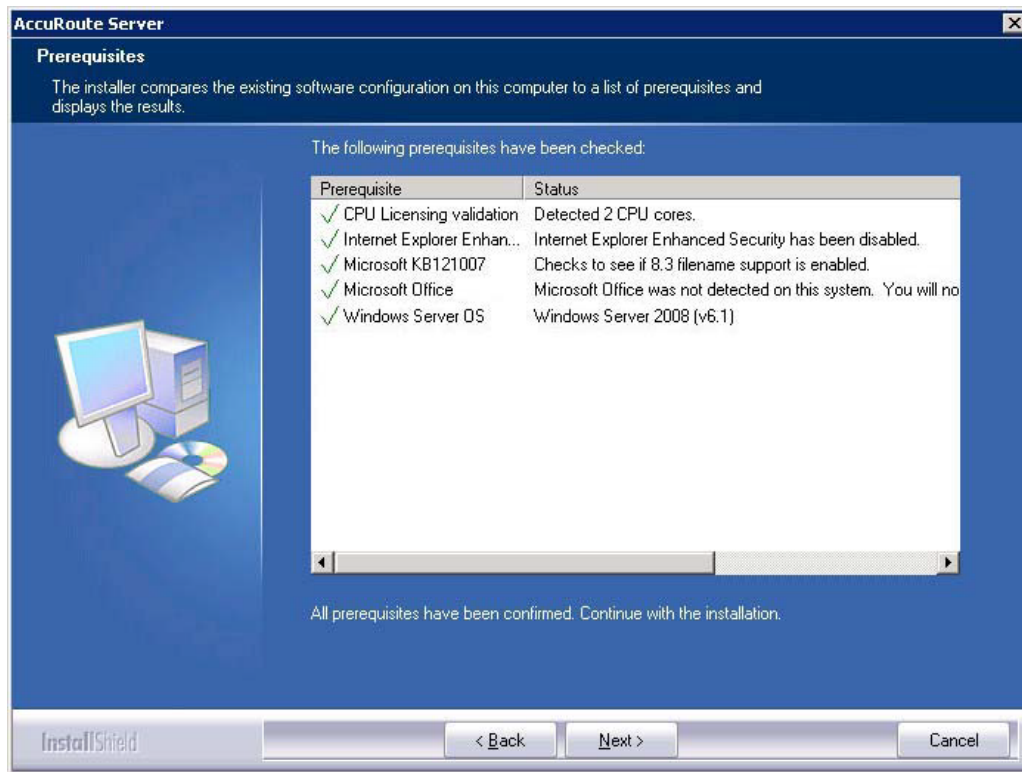 AccuRoute Server
Prerequisites
The installer compares the existing software configuration on this computer to a list of prerequisites and
displays the results.
The following prerequisites have been checked:
Prerequisite Status
CPU Licensing validation Detected 2 CPU cores.
Internet Explorer Enhan... Internet Explorer Enhanced Security has been disabled.
Microsoft KB121007 Checks to see if 8.3 filename support is enabled.
Microsoft Office Microsoft Office was not detected on this system. You will no
Windows Server OS Windows Server 2008 (v6.1)
All prerequisites have been confirmed. Continue with the installation.
InstallShield
< Back Next > Cancel